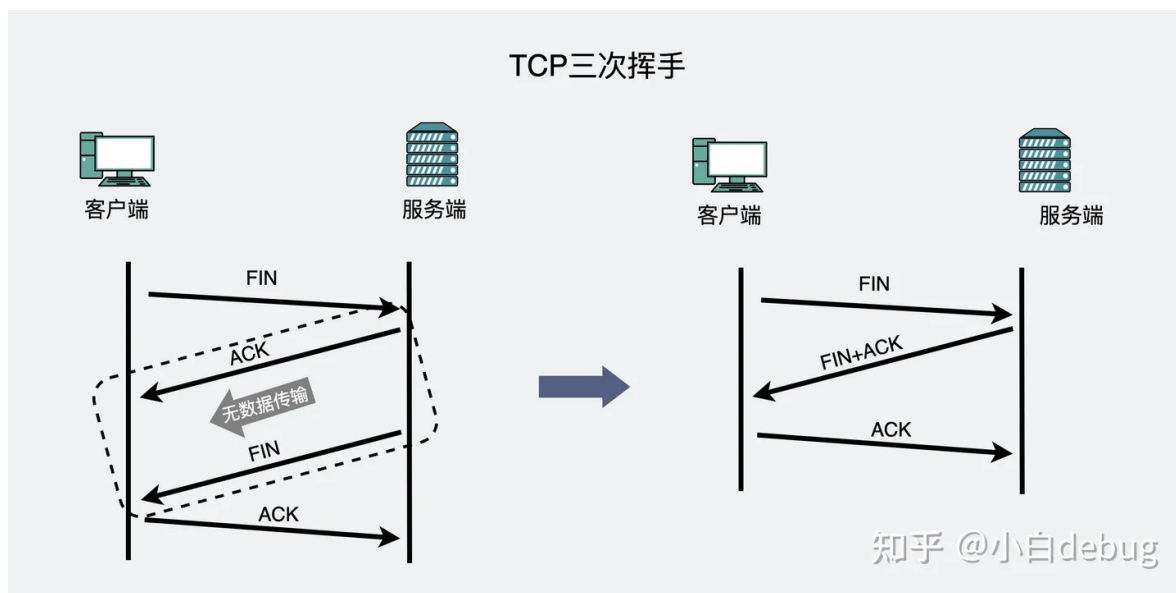 TCP三次挥手
客户端
服务端
FIN
ACK
无数据传输
FIN
ACK
客户端
服务端
FIN
FIN+ACK
ACK
知乎 @小白debug